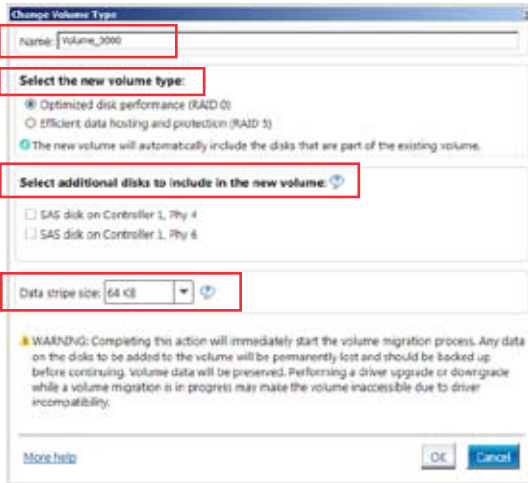 Change Volume Type
Name: Volume_0000
Select the new volume type:
Optimized disk performance (RAID 0)
Efficient data hosting and protection (RAID 5)
The new volume will automatically include the disks that are part of the existing volume.
Select additional disks to include in the new volume:
SAS disk on Controller 1, Phy 4
SAS disk on Controller 1, Phy 6
Data stripe size: 64 KB
WARNING: Completing this action will immediately start the volume migration process. Any data
on the disks to be added to the volume will be permanently lost and should be backed up
before continuing. Volume data will be preserved. Performing a driver upgrade or downgrade
while a volume migration is in progress may make the volume inaccessible due to driver
incompatibility.
More help
OK
Cancel